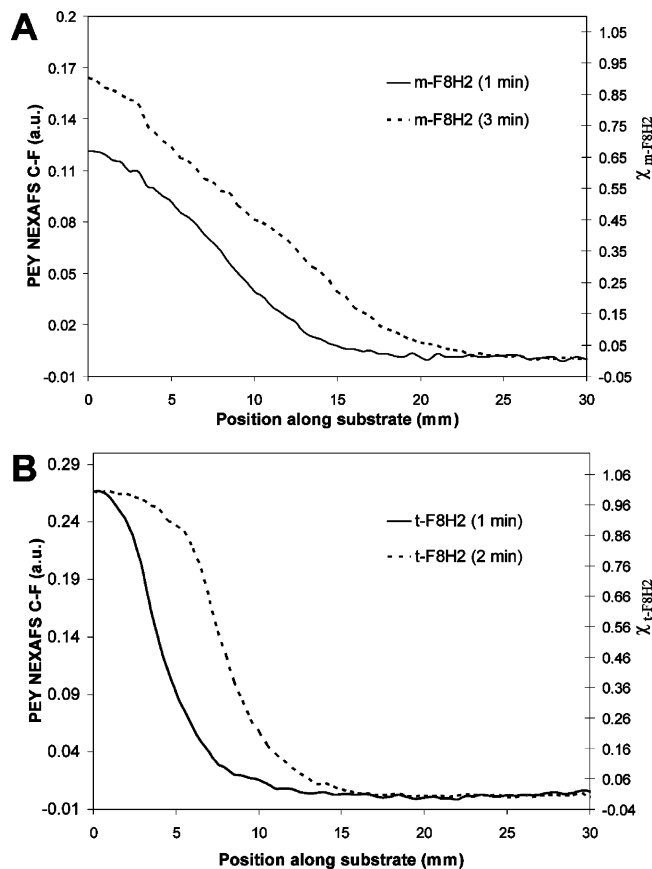 A
PEY NEXAFS C-F (a.u.)
0.2
0.17
0.14
0.11
0.08
0.05
0.02
-0.01
m-F8H2 (1 min)
m-F8H2 (3 min)
1.05
0.95
0.85
0.75
0.65
0.55
0.45
0.35
0.25
0.15
0.05
-0.05
χ m-F8H2
0 5 10 15 20 25 30
Position along substrate (mm)
B
PEY NEXAFS C-F (a.u.)
0.29
0.24
0.19
0.14
0.09
0.04
-0.01
t-F8H2 (1 min)
t-F8H2 (2 min)
1.06
0.96
0.86
0.76
0.66
0.56
0.46
0.36
0.26
0.16
0.06
-0.04
χ t-F8H2
0 5 10 15 20 25 30
Position along substrate (mm)